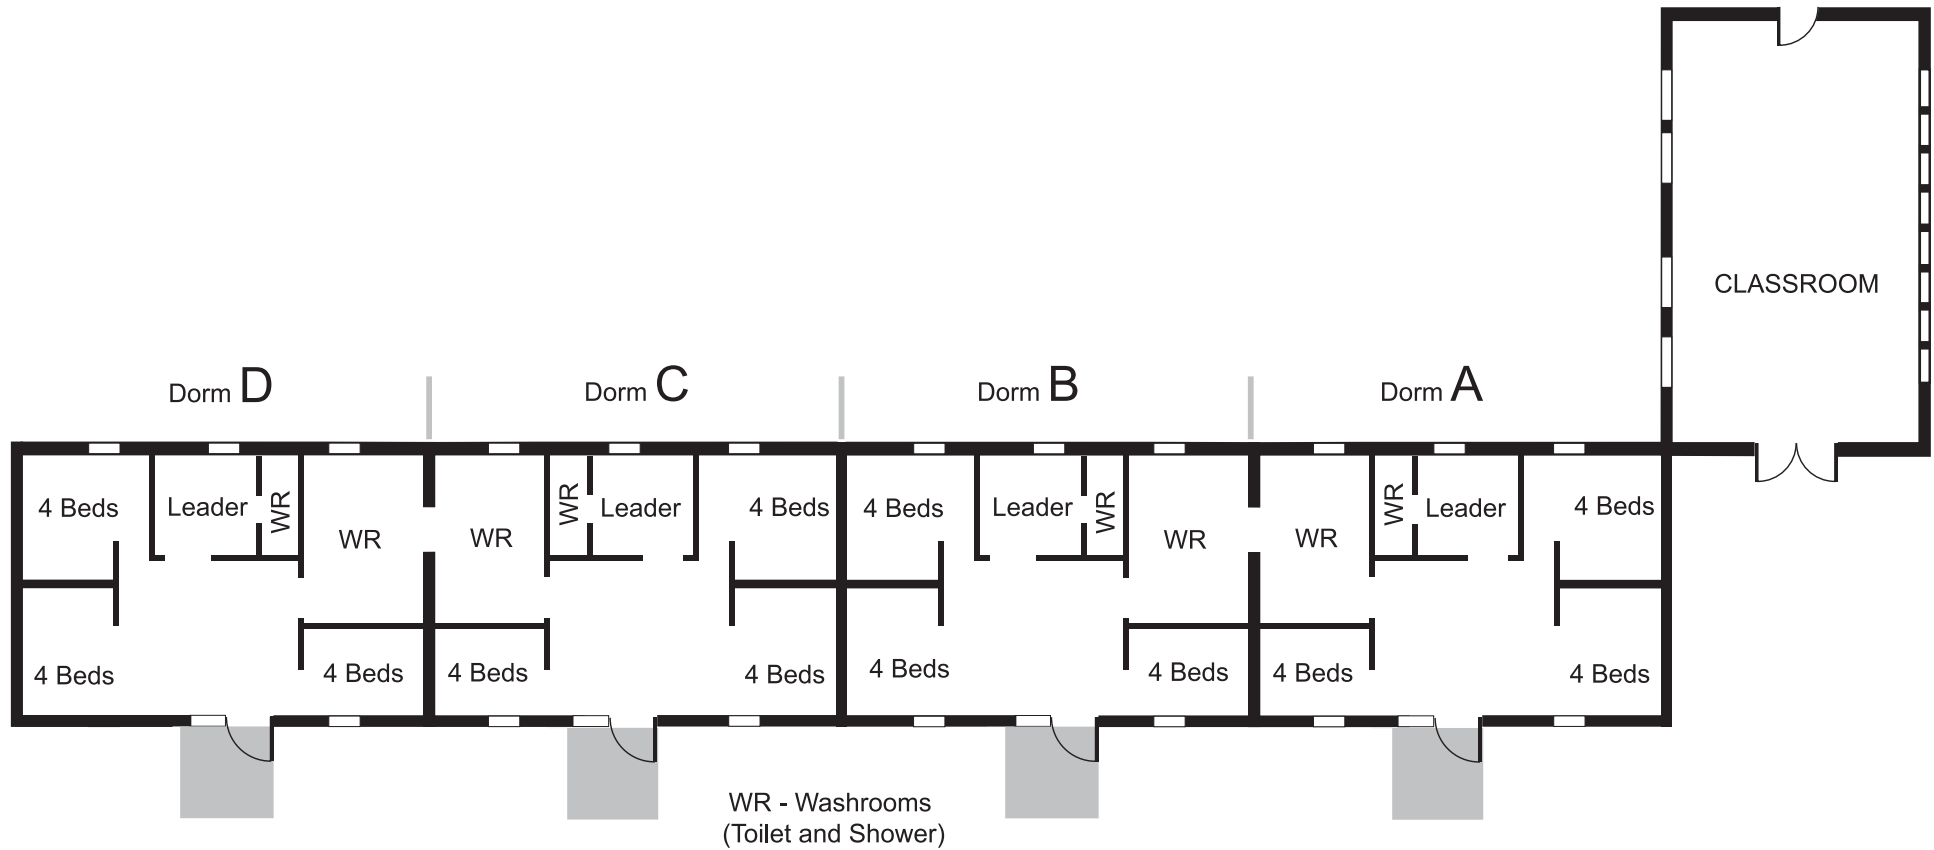 CLASSROOM
Dorm D
Dorm C
Dorm B
Dorm A
4 Beds
Leader
WR
WR
WR
WR
Leader
4 Beds
4 Beds
Leader
WR
WR
WR
WR
Leader
4 Beds
4 Beds
4 Beds
4 Beds
4 Beds
4 Beds
4 Beds
4 Beds
4 Beds
WR - Washrooms
(Toilet and Shower)